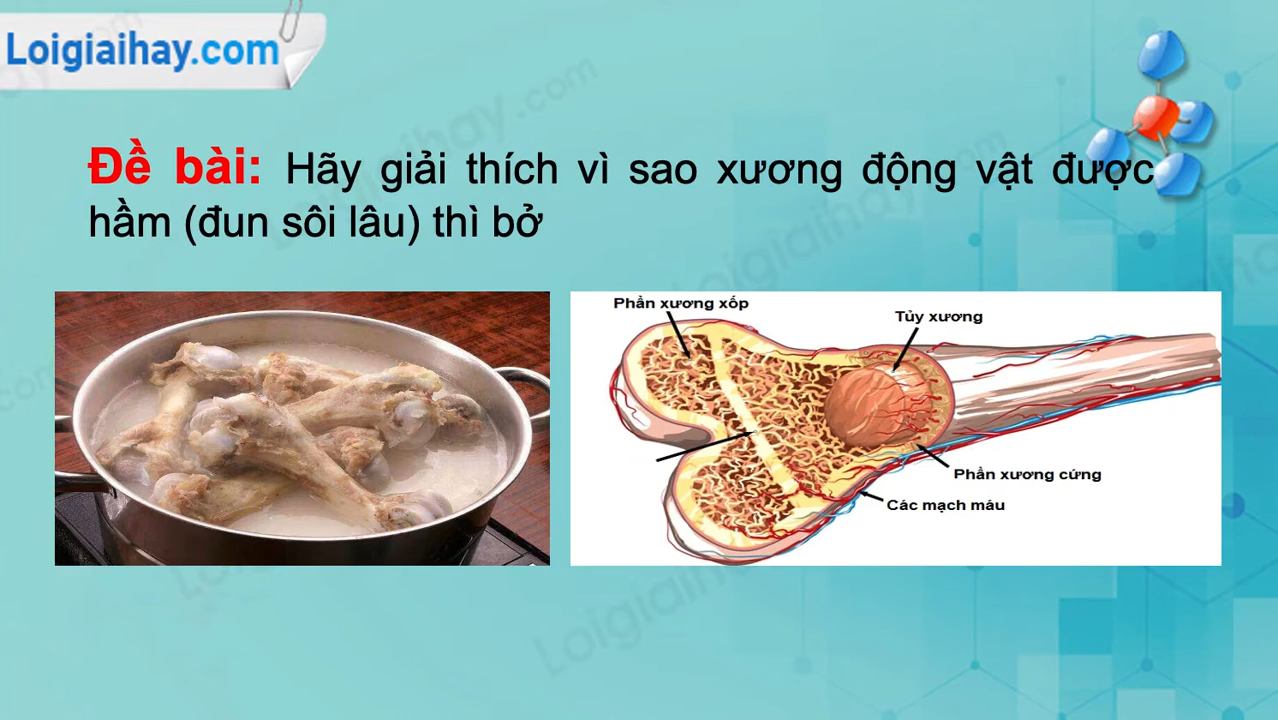 Loigiaihay.com
Đề bài: Hãy giải thích vì sao xương động vật được
hầm (đun sôi lâu) thì bở
Phần xương xốp
Tủy xương
Phần xương cứng
Các mạch máu